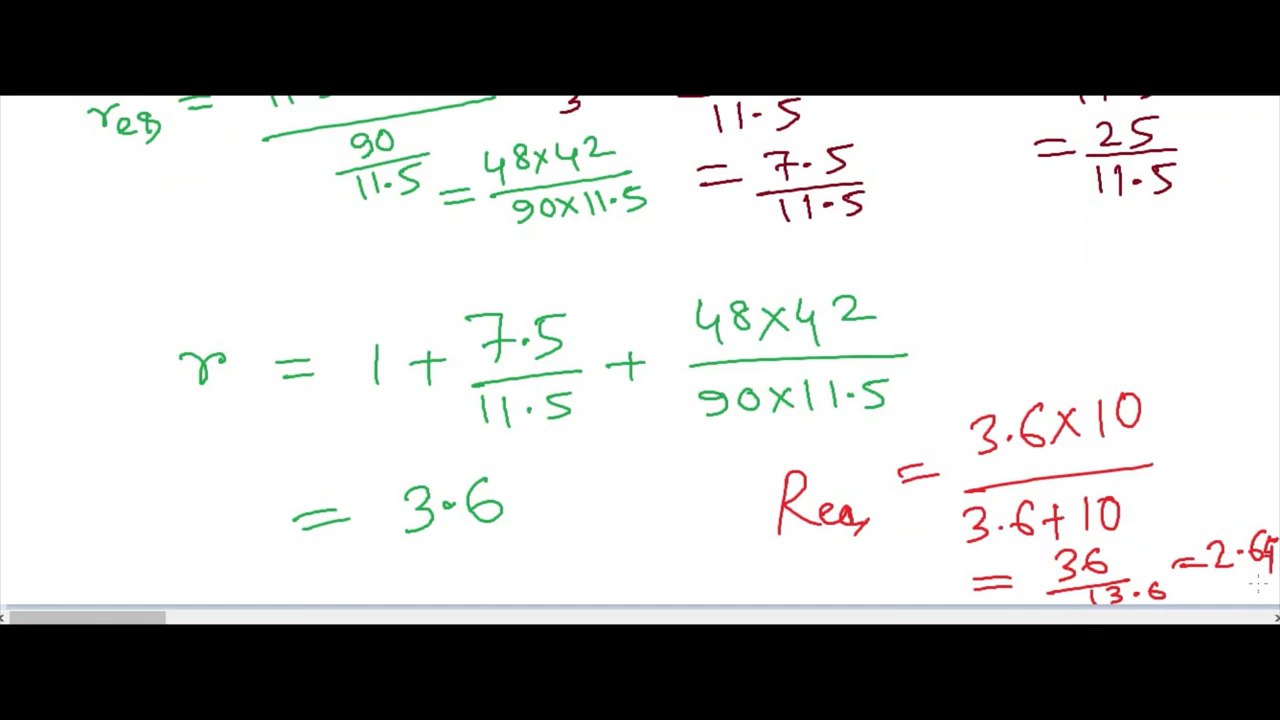 r_eq =
90/11.5 = 48×42/90×11.5
3
11.5
= 7.5/11.5
= 25/11.5
r = 1 + 7.5/11.5 + 48×42/90×11.5
= 3.6
Req = 3.6×10/3.6+10
= 36/13.6 = 2.64